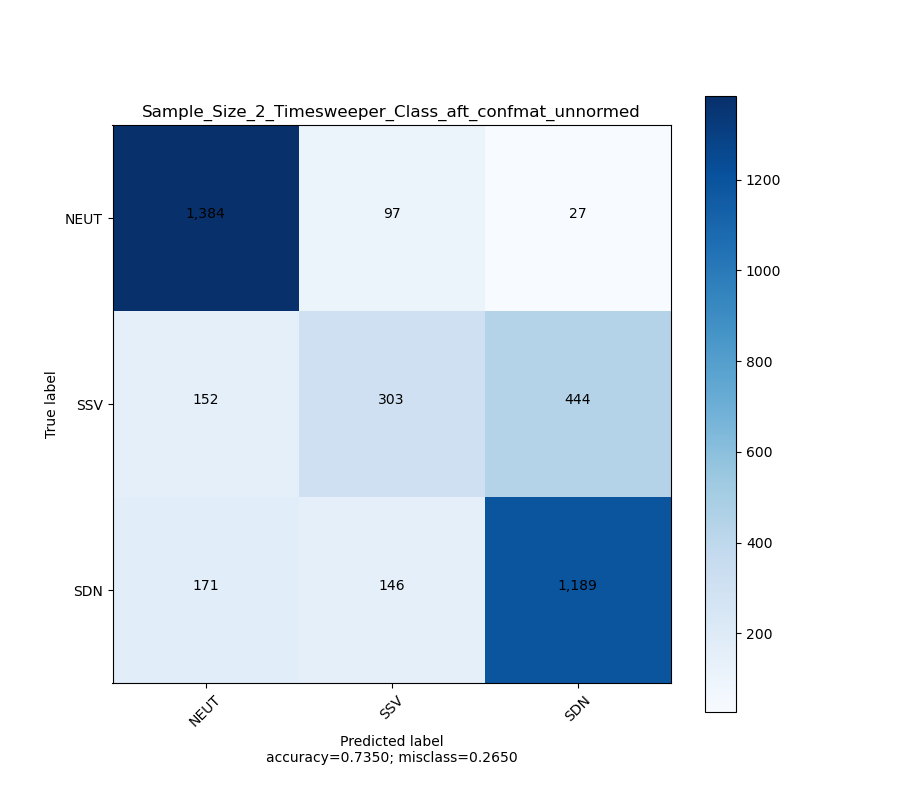 Sample_Size_2_Timesweeper_Class_aft_confmat_unnormed
True label
NEUT 1,384 97 27
SSV 152 303 444
SDN 171 146 1,189
NEUT SSV SDN
Predicted label
accuracy=0.7350; misclass=0.2650
1200
1000
800
600
400
200